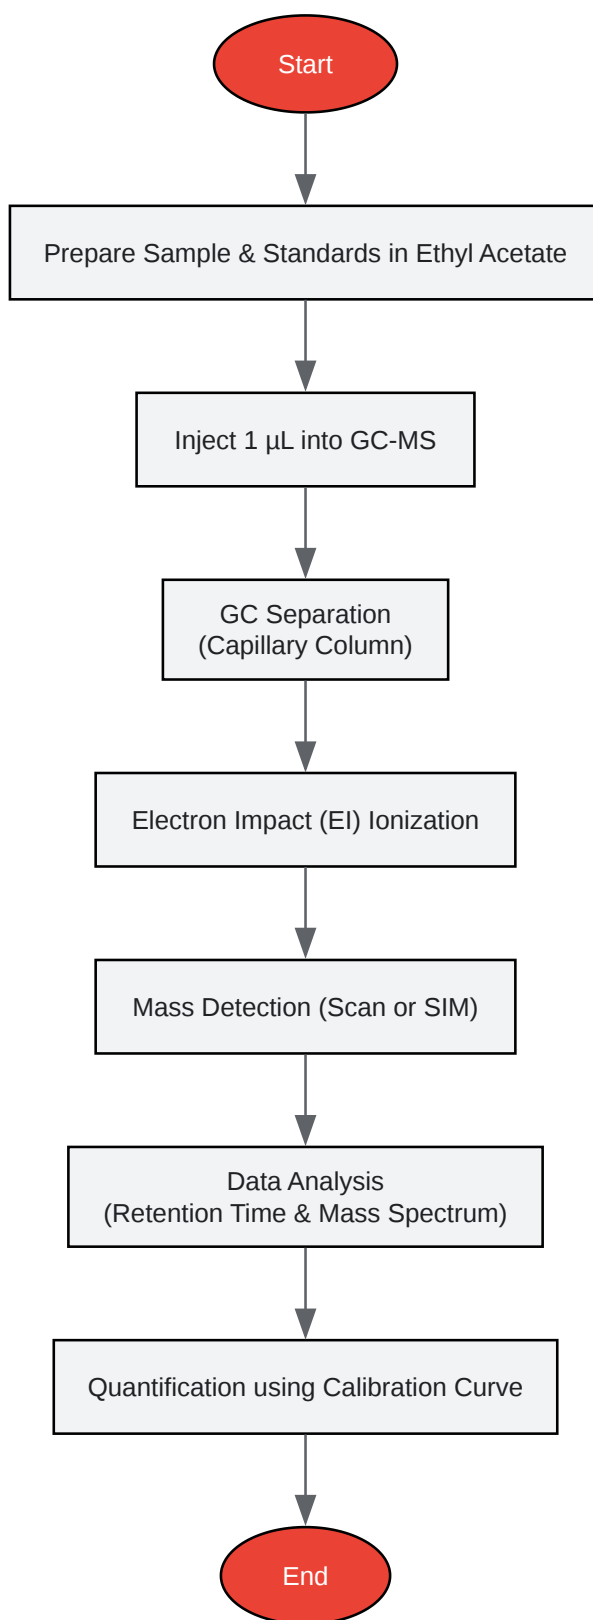 Start
Prepare Sample & Standards in Ethyl Acetate
Inject 1 µL into GC-MS
GC Separation
(Capillary Column)
Electron Impact (EI) Ionization
Mass Detection (Scan or SIM)
Data Analysis
(Retention Time & Mass Spectrum)
Quantification using Calibration Curve
End